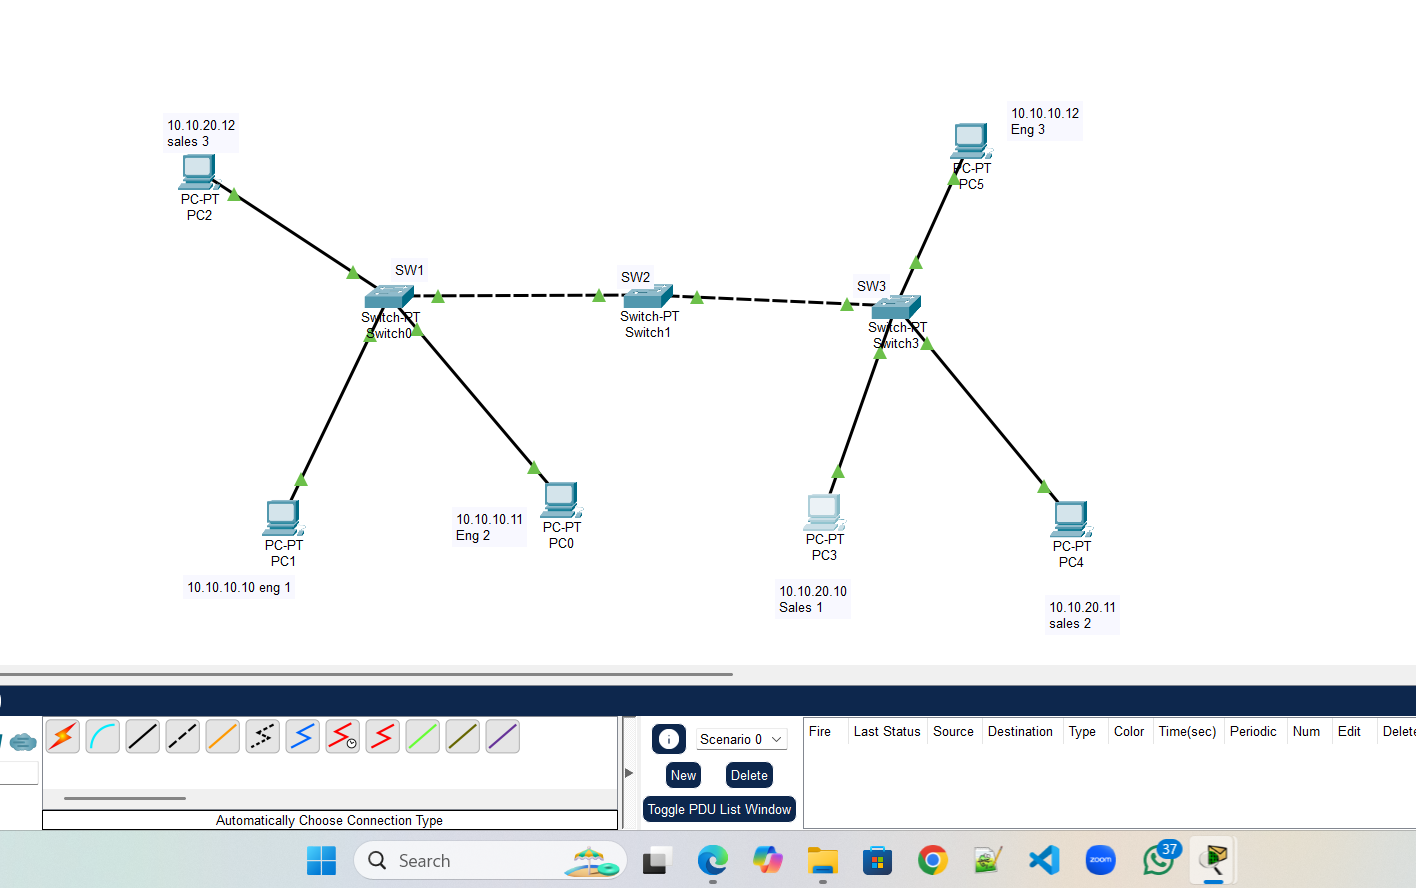 10.10.20.12
sales 3
PC-PT
PC2
10.10.10.12
Eng 3
PC-PT
PC5
SW1
Switch-PT
Switch0
SW2
Switch-PT
Switch1
SW3
Switch-PT
Switch3
PC-PT
PC1
10.10.10.10 eng 1
10.10.10.11
Eng 2
PC-PT
PC0
PC-PT
PC3
10.10.20.10
Sales 1
PC-PT
PC4
10.10.20.11
sales 2
Scenario 0
New
Delete
Toggle PDU List Window
Fire Last Status Source Destination Type Color Time(sec) Periodic Num Edit Delete
Automatically Choose Connection Type
Search
zoom
37